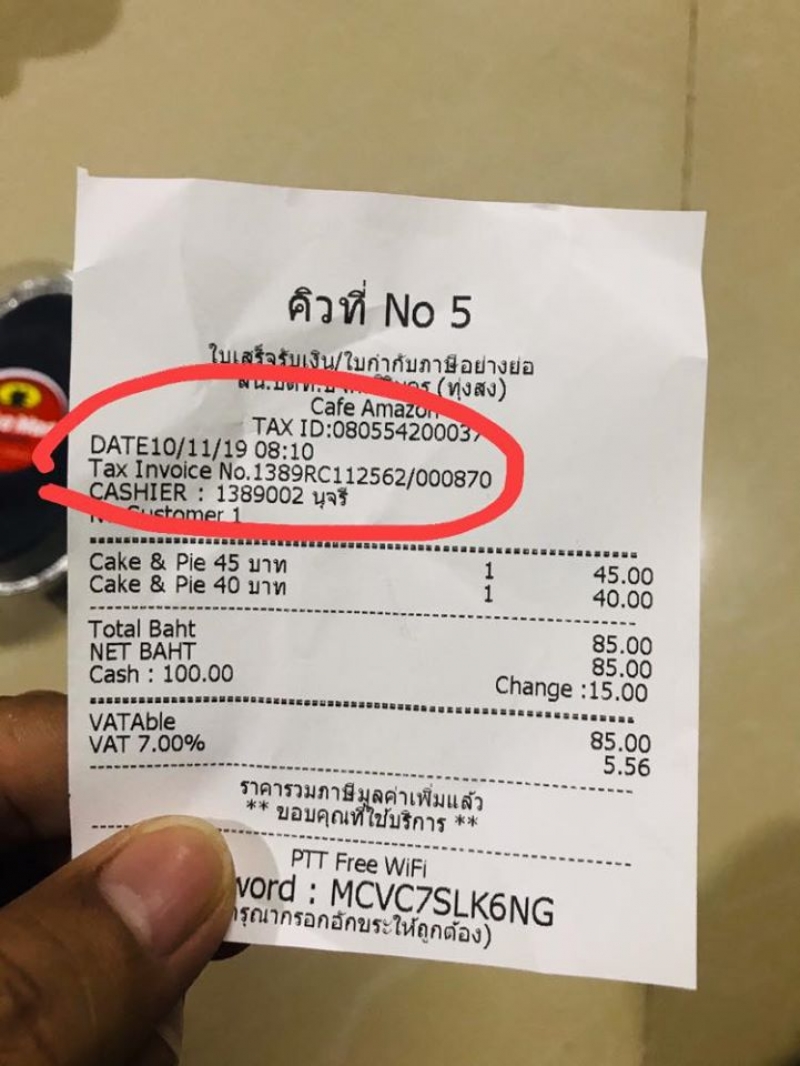 คิวที่ No 5
ใบเสร็จรับเงิน/ใบกำกับภาษีอย่างย่อ
(ทุ่งสง)
Cafe Amazon
TAX ID:080554200037
DATE10/11/19 08:10
Tax Invoice No.1389RC112562/000870
CASHIER : 1389002 นุจรี
Customer 1
Cake & Pie 45 บาท 1 45.00
Cake & Pie 40 บาท 1 40.00
Total Baht 85.00
NET BAHT 85.00
Cash : 100.00 Change :15.00
VATAble 85.00
VAT 7.00% 5.56
ราคารวมภาษีมูลค่าเพิ่มแล้ว
** ขอบคุณที่ใช้บริการ **
PTT Free WiFi
word : MCVC7SLK6NG
กรุณากรอกอักขระให้ถูกต้อง)